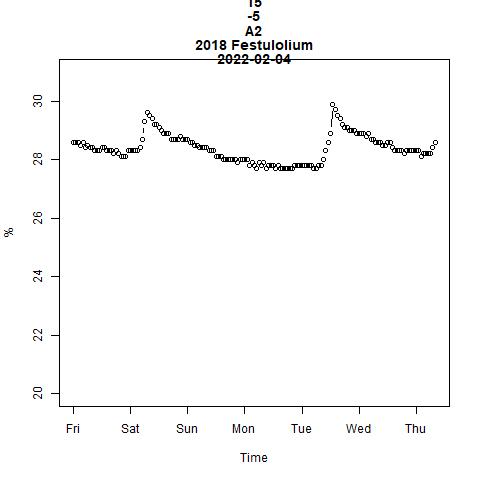 15
-5
A2
2018 Festulolium
2022-02-04
%
30
28
26
24
22
20
Fri
Sat
Sun
Mon
Tue
Wed
Thu
Time